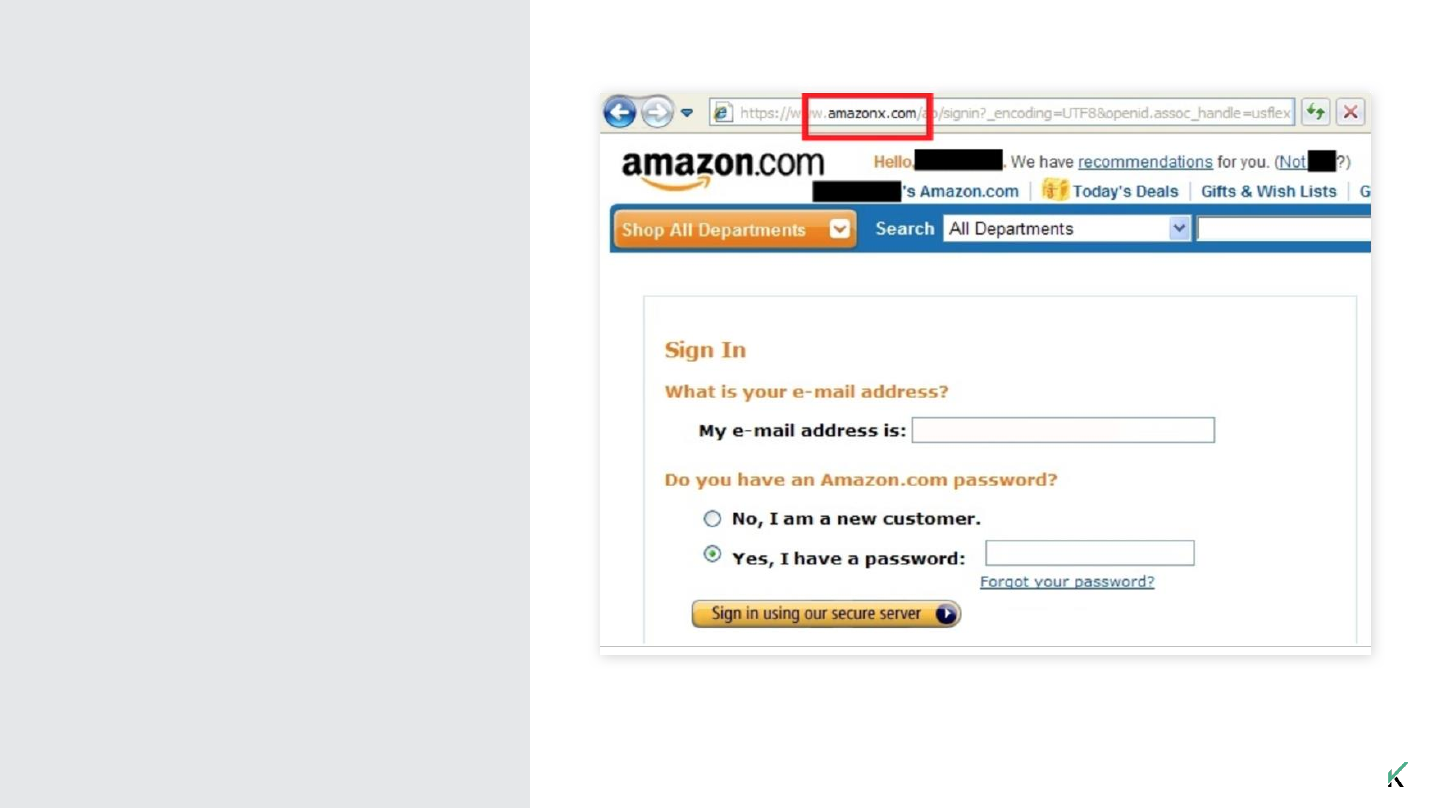 https://www.amazonx.com/ap/signin?_encoding=UTF8&openid.assoc_handle=usflex
amazon.com
Hello, . We have recommendations for you. (Not ?)
's Amazon.com | Today's Deals | Gifts & Wish Lists | G
Shop All Departments
Search All Departments
Sign In
What is your e-mail address?
My e-mail address is:
Do you have an Amazon.com password?
No, I am a new customer.
Yes, I have a password:
Forgot your password?
Sign in using our secure server